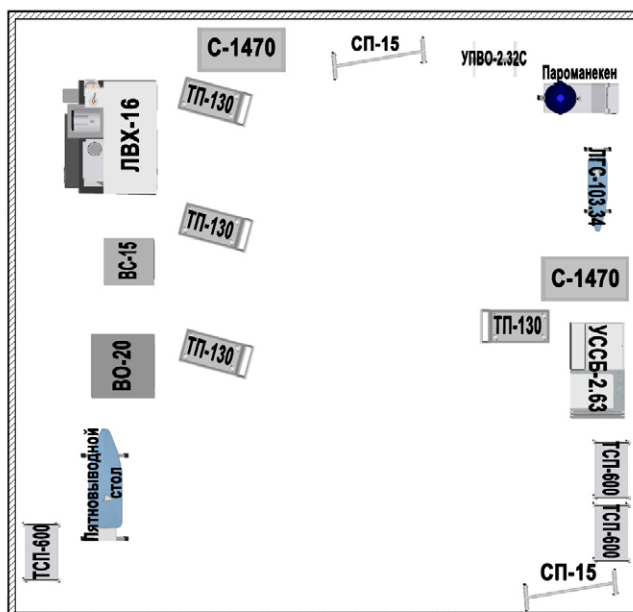 С-1470
СП-15
УПВО-2.32С
Пароманекен
ТП-130
ЛВХ-16
ЛГС-103.34
ТП-130
ВС-15
С-1470
ТП-130
ТП-130
ВО-20
УССБ-2.63
Пятновыводной
стол
ТСП-600
ТСП-600
ТСП-600
СП-15